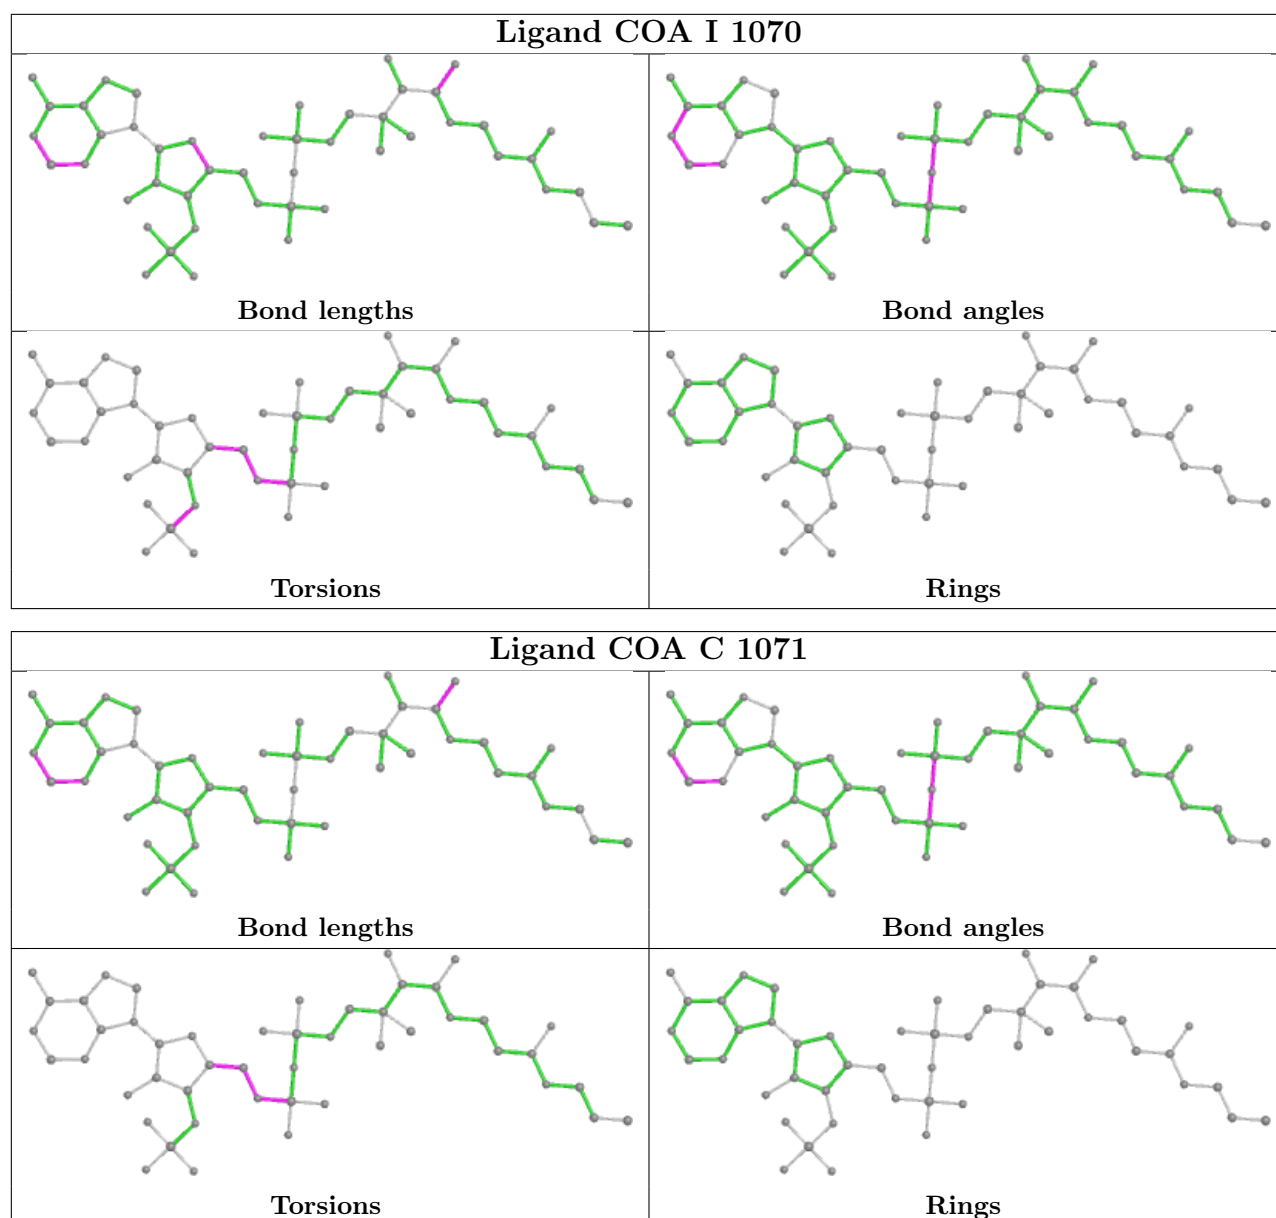 Ligand COA I 1070
Bond lengths
Bond angles
Torsions
Rings
Ligand COA C 1071
Bond lengths
Bond angles
Torsions
Rings